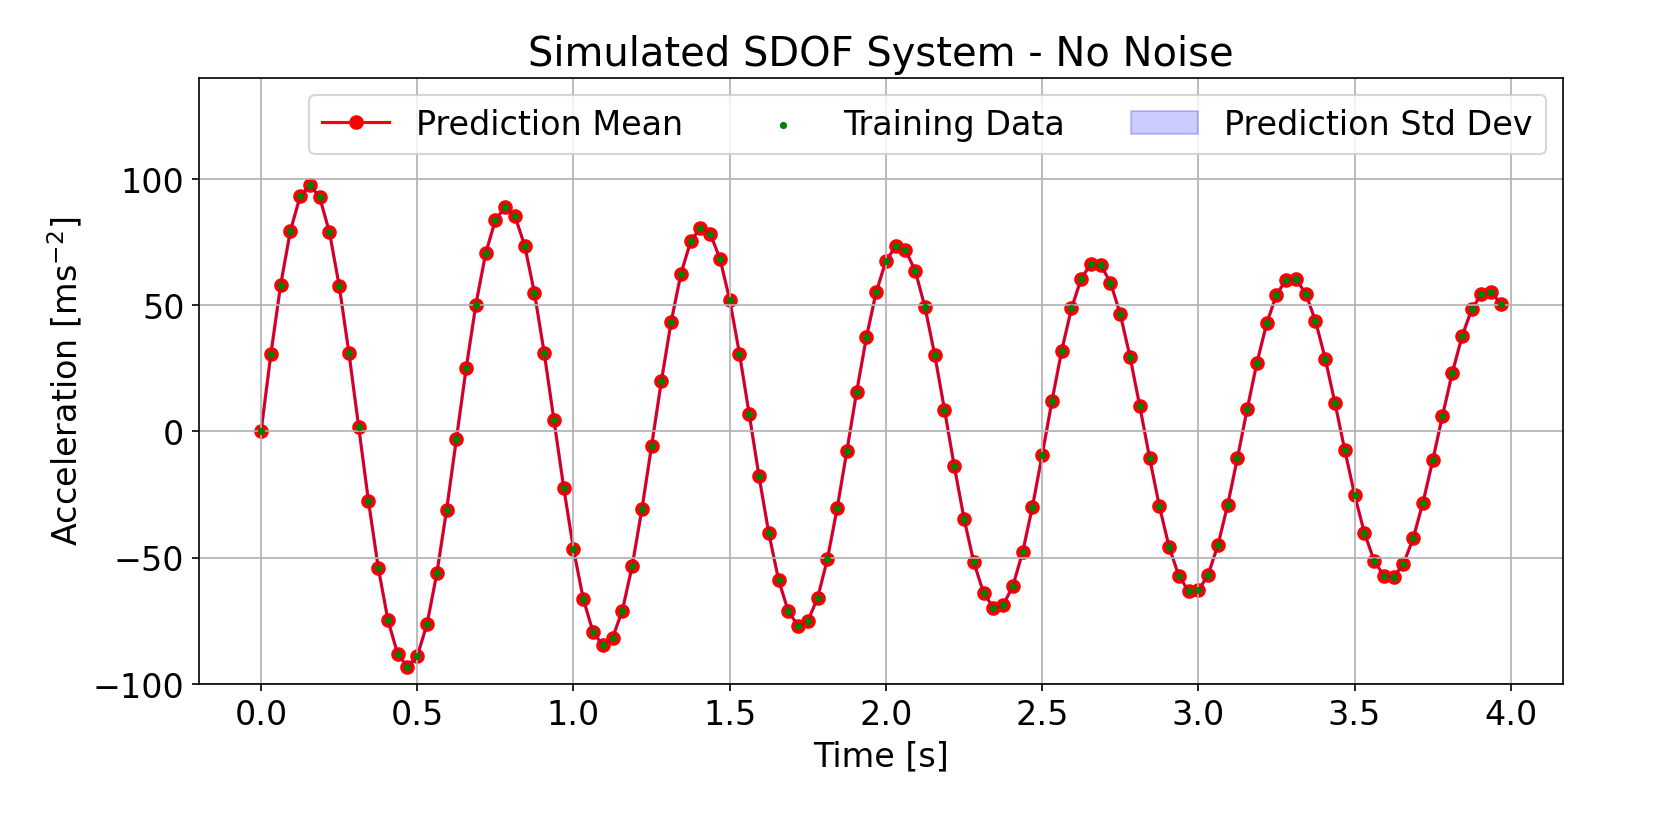 Simulated SDOF System - No Noise
Prediction Mean Training Data Prediction Std Dev
Acceleration [ms⁻²]
100
50
0
−50
−100
0.0 0.5 1.0 1.5 2.0 2.5 3.0 3.5 4.0
Time [s]